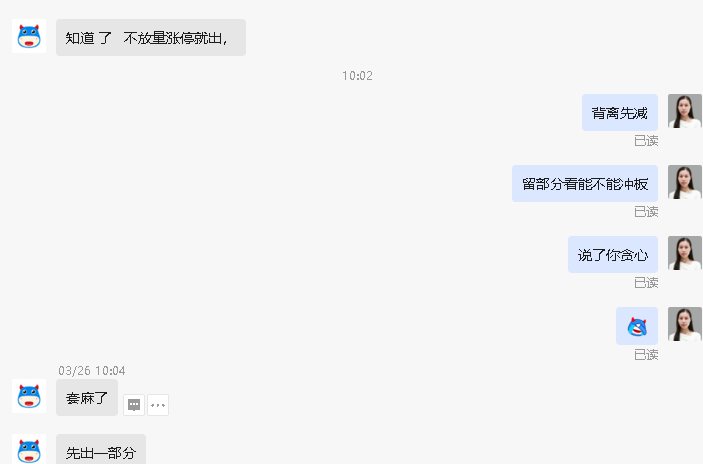 知道 了 不放量涨停就出，
10:02
背离先减
已读
留部分看能不能冲板
已读
说了你贪心
已读
已读
03/26 10:04
套麻了
先出一部分